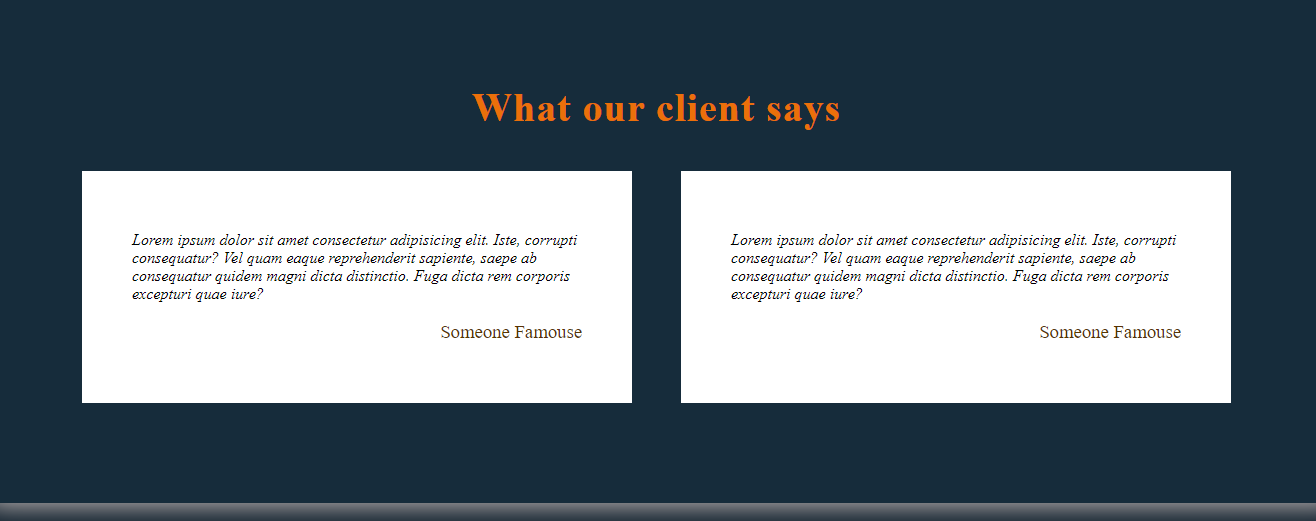 What our client says
Lorem ipsum dolor sit amet consectetur adipisicing elit. Iste, corrupti
consequatur? Vel quam eaque reprehenderit sapiente, saepe ab
consequatur quidem magni dicta distinctio. Fuga dicta rem corporis
excepturi quae iure?
Someone Famouse
Lorem ipsum dolor sit amet consectetur adipisicing elit. Iste, corrupti
consequatur? Vel quam eaque reprehenderit sapiente, saepe ab
consequatur quidem magni dicta distinctio. Fuga dicta rem corporis
excepturi quae iure?
Someone Famouse